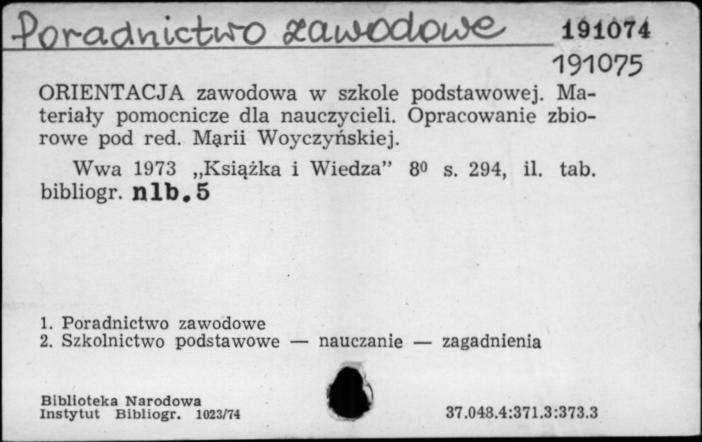 Poradnictwo zawodowe 191074
191075
ORIENTACJA zawodowa w szkole podstawowej. Ma-
teriały pomocnicze dla nauczycieli. Opracowanie zbio-
rowe pod red. Mąrii Woyczyńskiej.
Wwa 1973 „Książka i Wiedza” 8⁰ s. 294, il. tab.
bibliogr. nlb.5
1. Poradnictwo zawodowe
2. Szkolnictwo podstawowe — nauczanie — zagadnienia
Biblioteka Narodowa
Instytut Bibliogr. 1023/74 37.048.4:371.3:373.3